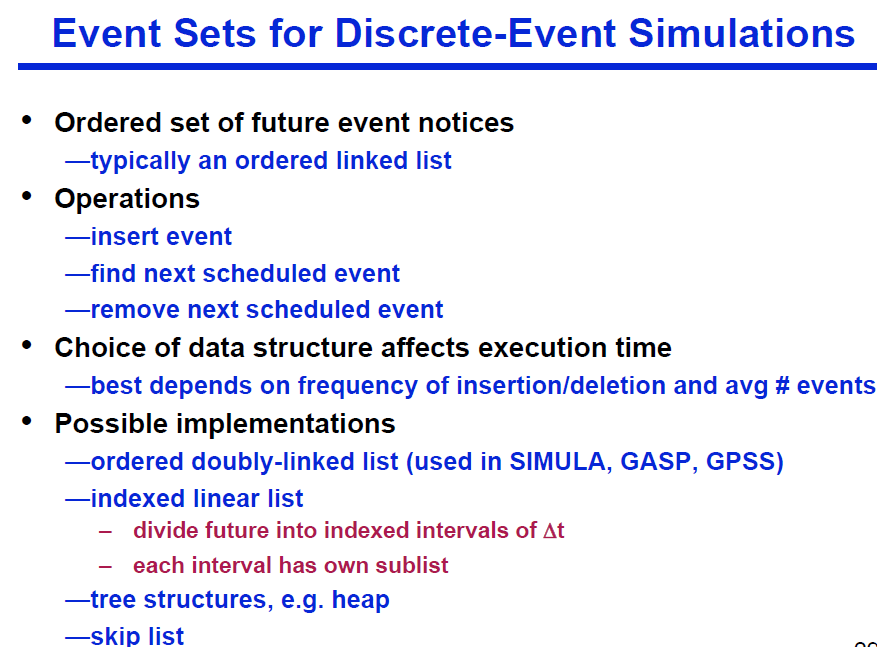 Event Sets for Discrete-Event Simulations
• Ordered set of future event notices
—typically an ordered linked list
• Operations
—insert event
—find next scheduled event
—remove next scheduled event
• Choice of data structure affects execution time
—best depends on frequency of insertion/deletion and avg # events
• Possible implementations
—ordered doubly-linked list (used in SIMULA, GASP, GPSS)
—indexed linear list
– divide future into indexed intervals of Δt
– each interval has own sublist
—tree structures, e.g. heap
—skip list